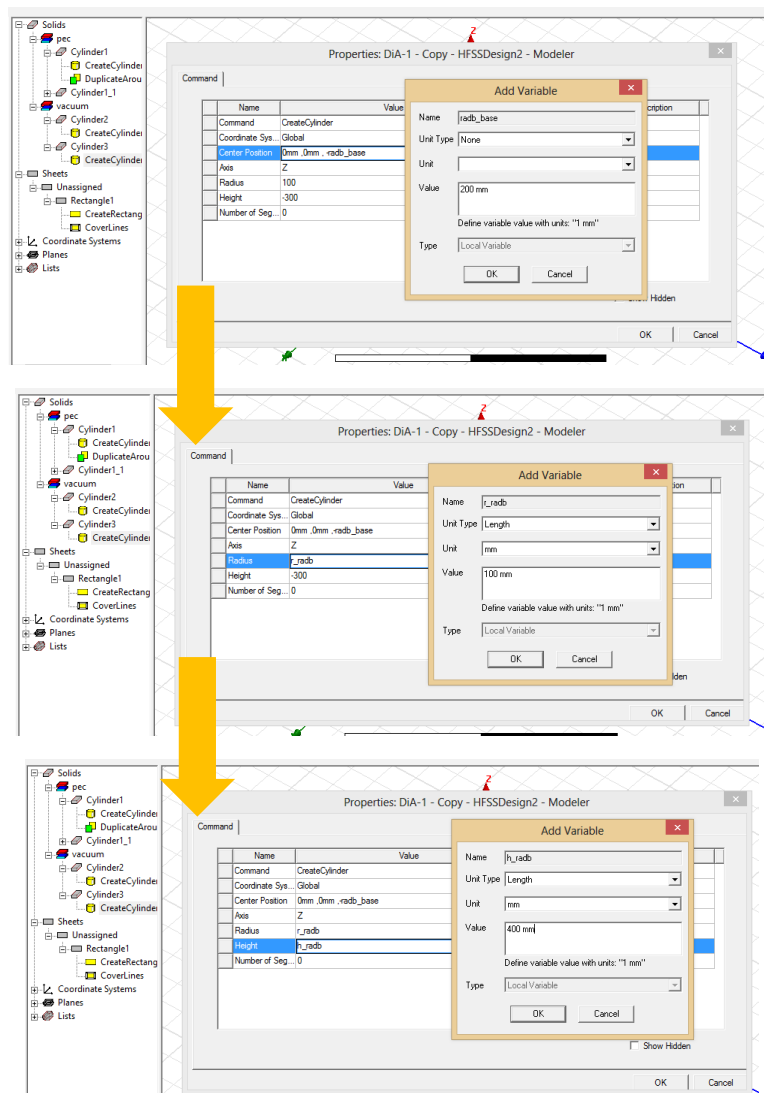 Solids
pec
Cylinder1
CreateCylinder
DuplicateArou
Cylinder1_1
vacuum
Cylinder2
CreateCylinder
Cylinder3
CreateCylinder
Sheets
Unassigned
Rectangle1
CreateRectang
CoverLines
Coordinate Systems
Planes
Lists
Z
Properties: DiA-1 - Copy - HFSSDesign2 - Modeler
Command
Name Value cription
Command CreateCylinder
Coordinate Sys... Global
Center Position 0mm ,0mm , -radb_base
Axis Z
Radius 100
Height -300
Number of Seg... 0
Add Variable
Name radb_base
Unit Type None
Unit
Value 200 mm
Define variable value with units: "1 mm"
Type Local Variable
OK Cancel
Show Hidden
OK Cancel
Solids
pec
Cylinder1
CreateCylinder
DuplicateArou
Cylinder1_1
vacuum
Cylinder2
CreateCylinder
Cylinder3
CreateCylinder
Sheets
Unassigned
Rectangle1
CreateRectang
CoverLines
Coordinate Systems
Planes
Lists
Z
Properties: DiA-1 - Copy - HFSSDesign2 - Modeler
Command
Name Value ion
Command CreateCylinder
Coordinate Sys... Global
Center Position 0mm ,0mm ,-radb_base
Axis Z
Radius r_radb
Height -300
Number of Seg... 0
Add Variable
Name r_radb
Unit Type Length
Unit mm
Value 100 mm
Define variable value with units: "1 mm"
Type Local Variable
OK Cancel
dden
OK Cancel
Solids
pec
Cylinder1
CreateCylinder
DuplicateArou
Cylinder1_1
vacuum
Cylinder2
CreateCylinder
Cylinder3
CreateCylinder
Sheets
Unassigned
Rectangle1
CreateRectang
CoverLines
Coordinate Systems
Planes
Lists
Z
Properties: DiA-1 - Copy - HFSSDesign2 - Modeler
Command
Name Value
Command CreateCylinder
Coordinate Sys... Global
Center Position 0mm ,0mm ,-radb_base
Axis Z
Radius r_radb
Height h_radb
Number of Seg... 0
Add Variable
Name h_radb
Unit Type Length
Unit mm
Value 400 mm
Define variable value with units: "1 mm"
Type Local Variable
OK Cancel
Show Hidden
OK Cancel